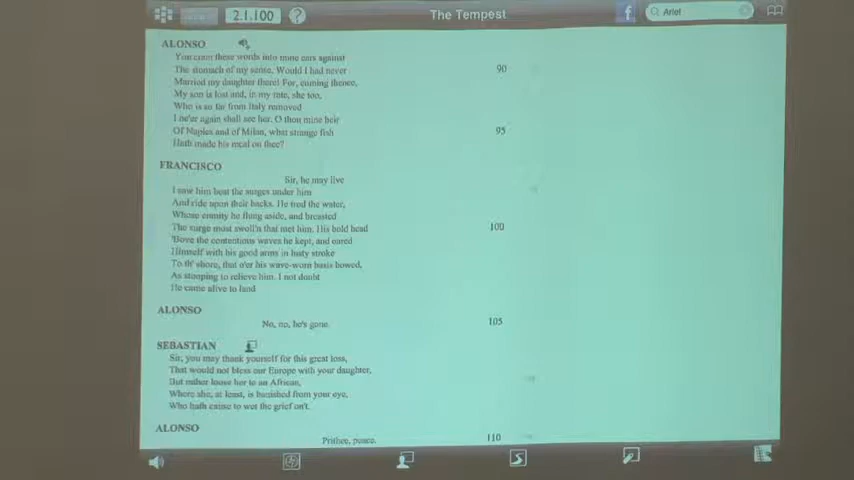 2.1.100
?
The Tempest
f
Ariel
ALONSO
You cram these words into mine ears against
The stomach of my sense. Would I had never 90
Married my daughter there! For, coming thence,
My son is lost and, in my rate, she too,
Who is so far from Italy removed
I ne'er again shall see her. O thou mine heir
Of Naples and of Milan, what strange fish 95
Hath made his meal on thee?
FRANCISCO
Sir, he may live
I saw him beat the surges under him
And ride upon their backs. He trod the water,
Whose enmity he flung aside, and breasted
The surge most swoll'n that met him. His bold head 100
'Bove the contentious waves he kept, and oared
Himself with his good arms in lusty stroke
To th' shore, that o'er his wave-worn basis bowed,
As stooping to relieve him. I not doubt
He came alive to land
ALONSO
No, no, he's gone. 105
SEBASTIAN
Sir, you may thank yourself for this great loss,
That would not bless our Europe with your daughter,
But rather loose her to an African,
Where she, at least, is banished from your eye,
Who hath cause to wet the grief on't.
ALONSO
Prithee, peace. 110